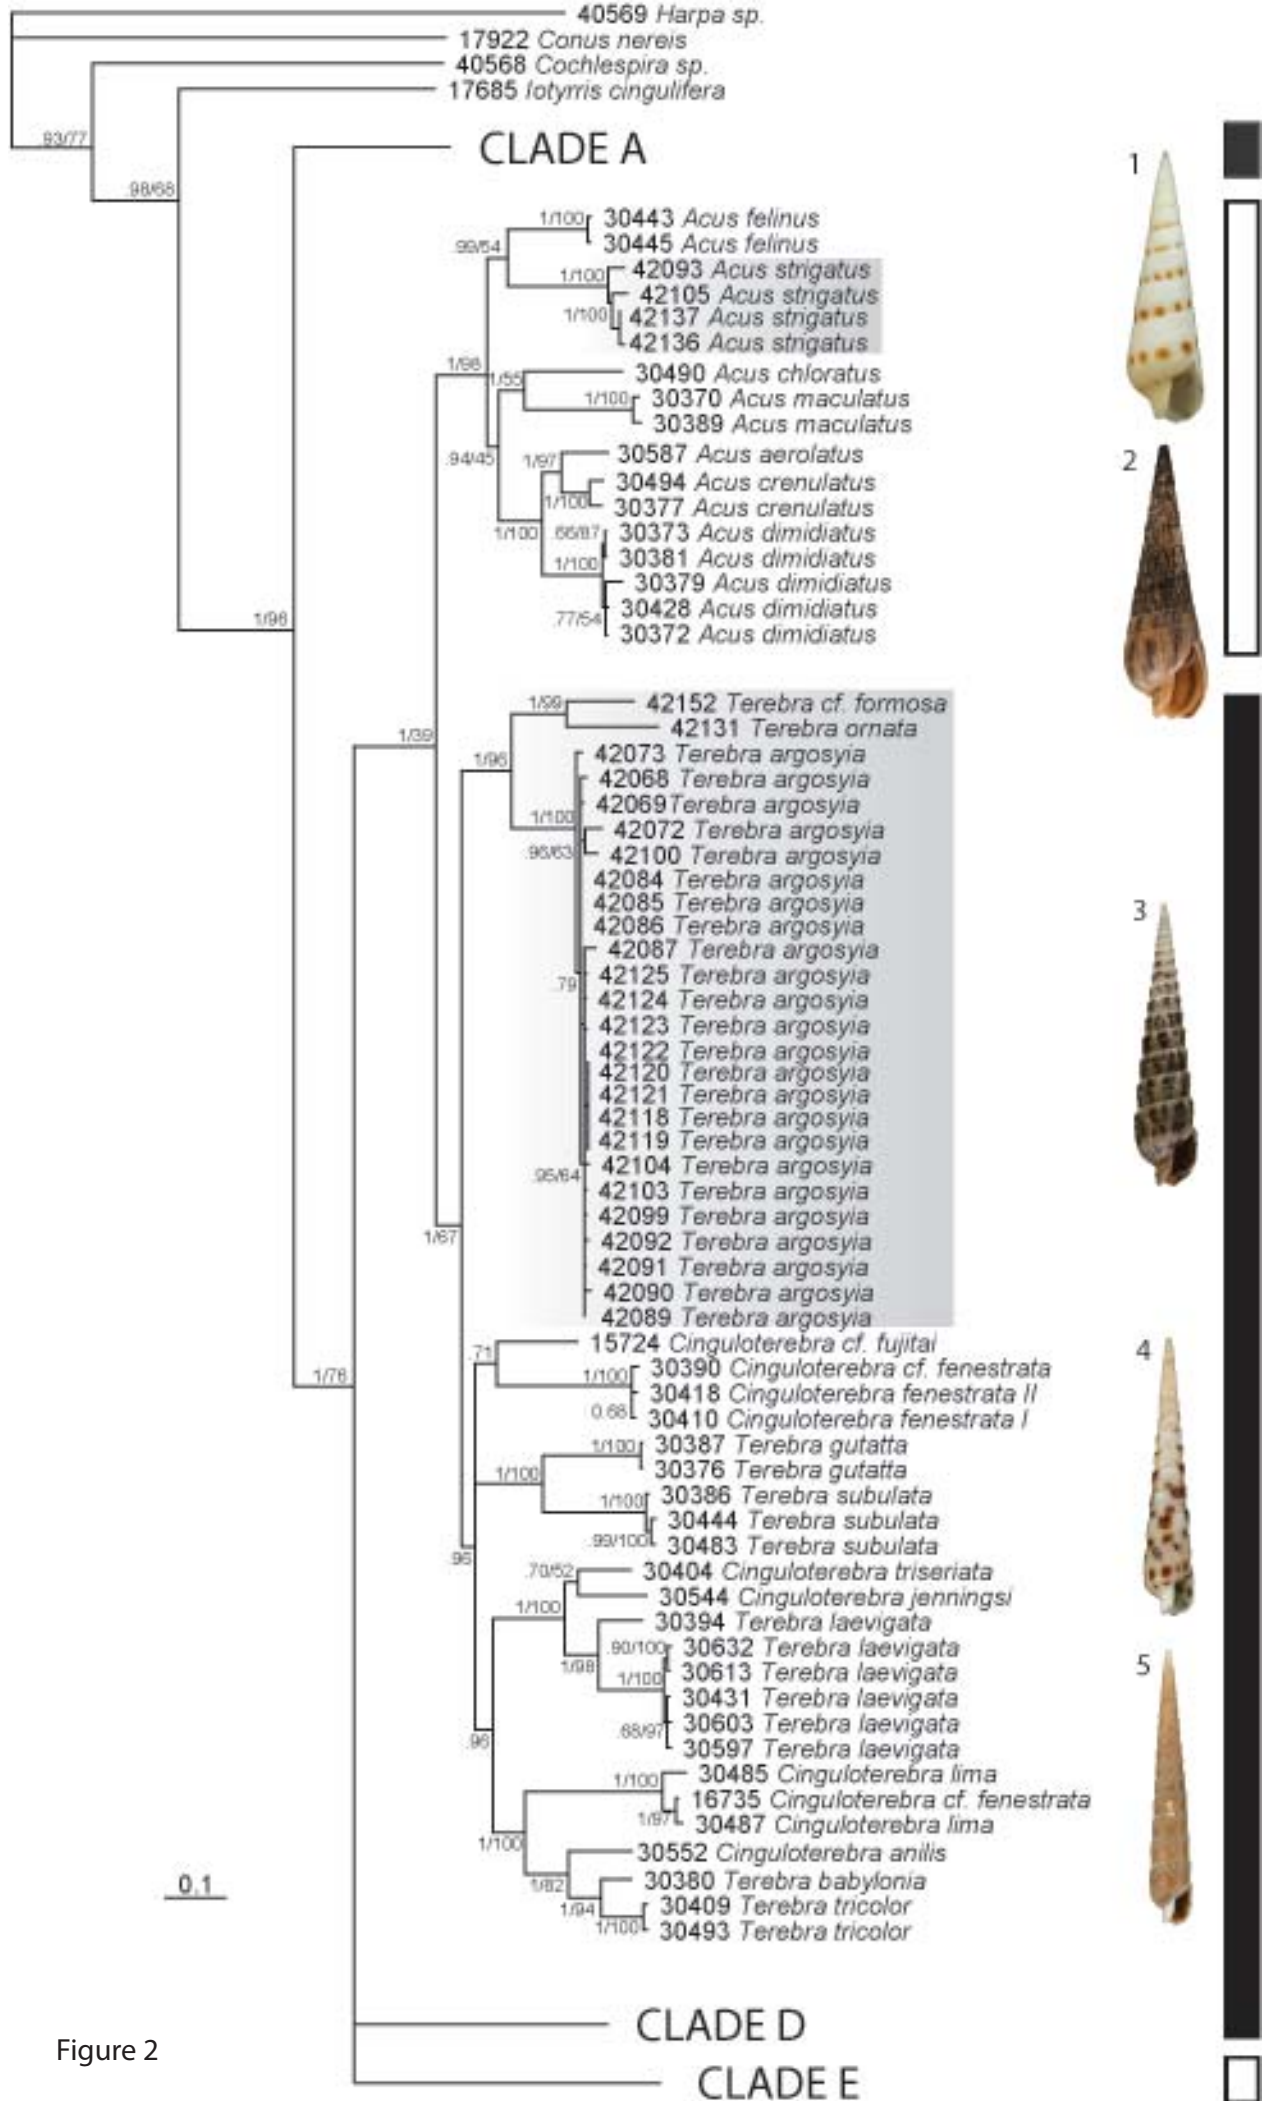 40569 Harpa sp.
17922 Conus nereis
40568 Cochlespira sp.
17685 Iotyrris cingulifera
.93/77
CLADE A
1
.98/68
1/100
30443 Acus felinus
30445 Acus felinus
.99/54
1/100
42093 Acus strigatus
42105 Acus strigatus
1/100
42137 Acus strigatus
42136 Acus strigatus
1/98
1/55
30490 Acus chloratus
1/100
30370 Acus maculatus
30389 Acus maculatus
2
.94/45
1/97
30587 Acus aerolatus
30494 Acus crenulatus
1/100
30377 Acus crenulatus
1/100
.66/87
30373 Acus dimidiatus
30381 Acus dimidiatus
1/100
30379 Acus dimidiatus
30428 Acus dimidiatus
.77/54
30372 Acus dimidiatus
1/96
1/99
42152 Terebra cf. formosa
42131 Terebra ornata
1/39
1/96
42073 Terebra argosyia
42068 Terebra argosyia
42069 Terebra argosyia
1/100
42072 Terebra argosyia
.96/63
42100 Terebra argosyia
42084 Terebra argosyia
42085 Terebra argosyia
3
42086 Terebra argosyia
42087 Terebra argosyia
.79
42125 Terebra argosyia
42124 Terebra argosyia
42123 Terebra argosyia
42122 Terebra argosyia
42120 Terebra argosyia
42121 Terebra argosyia
42118 Terebra argosyia
42119 Terebra argosyia
.95/64
42104 Terebra argosyia
42103 Terebra argosyia
42099 Terebra argosyia
1/67
42092 Terebra argosyia
42091 Terebra argosyia
42090 Terebra argosyia
42089 Terebra argosyia
.71
15724 Cinguloterebra cf. fujitai
4
1/76
1/100
30390 Cinguloterebra cf. fenestrata
30418 Cinguloterebra fenestrata II
0.68
30410 Cinguloterebra fenestrata I
1/100
30387 Terebra gutatta
1/100
30376 Terebra gutatta
1/100
30386 Terebra subulata
30444 Terebra subulata
.99/100
30483 Terebra subulata
.96
.70/52
30404 Cinguloterebra triseriata
30544 Cinguloterebra jenningsi
1/100
30394 Terebra laevigata
.90/100
30632 Terebra laevigata
1/98
1/100
30613 Terebra laevigata
5
30431 Terebra laevigata
30603 Terebra laevigata
.68/97
30597 Terebra laevigata
.96
1/100
30485 Cinguloterebra lima
16735 Cinguloterebra cf. fenestrata
1/97
30487 Cinguloterebra lima
1/100
30552 Cinguloterebra anilis
1/82
30380 Terebra babylonia
0.1
1/94
30409 Terebra tricolor
1/100
30493 Terebra tricolor
CLADE D
Figure 2
CLADE E